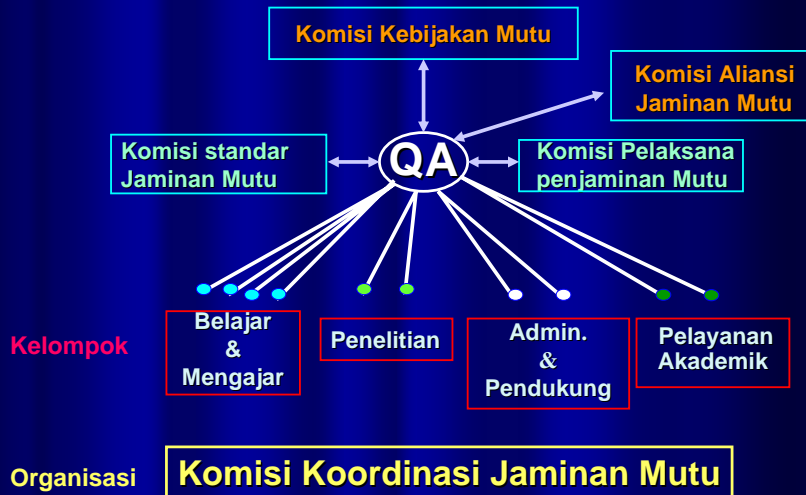 Komisi Kebijakan Mutu
Komisi Aliansi
Jaminan Mutu
Komisi standar
Jaminan Mutu
QA
Komisi Pelaksana
penjaminan Mutu
Kelompok
Belajar
&
Mengajar
Penelitian
Admin.
&
Pendukung
Pelayanan
Akademik
Organisasi
Komisi Koordinasi Jaminan Mutu